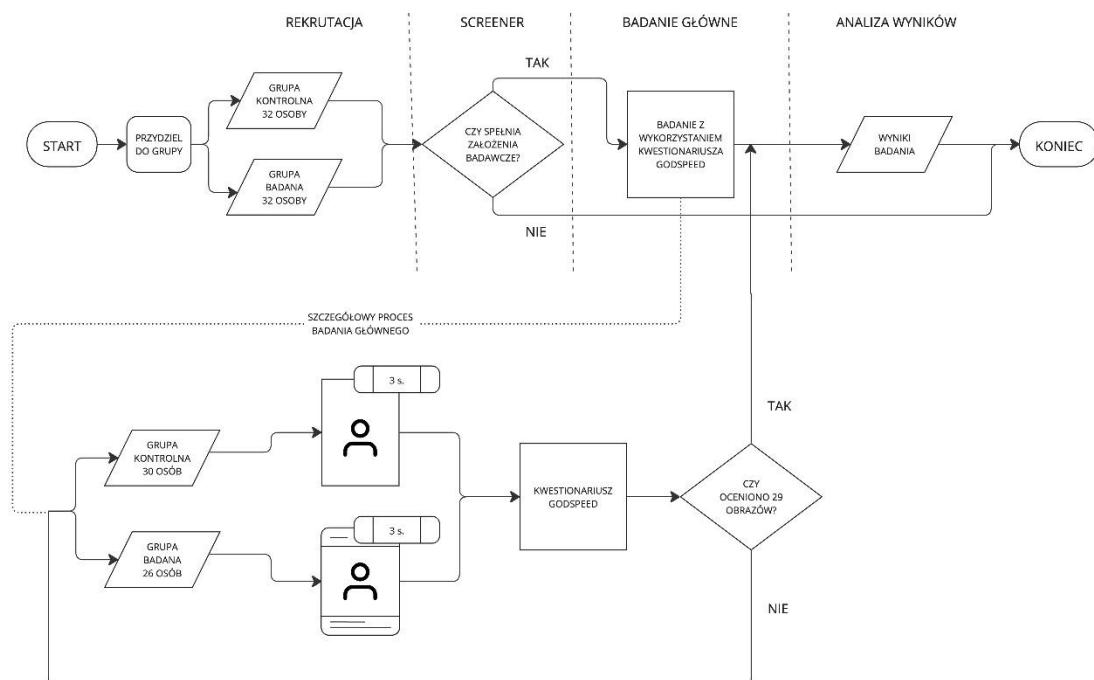 REKRUTACJA
SCREENER
BADANIE GŁÓWNE
ANALIZA WYNIKÓW
START
PRZYDZIEL
DO GRUPY
GRUPA
KONTROLNA
32 OSOBY
GRUPA
BADANA
32 OSOBY
CZY SPEŁNIA
ZAŁOŻENIA
BADAWCZE?
TAK
NIE
BADANIE Z
WYKORZYSTANIEM
KWESTIONARIUSZA
GODSPEED
WYNIKI
BADANIA
KONIEC
SZCZEGÓŁOWY PROCES
BADANIA GŁÓWNEGO
GRUPA
KONTROLNA
30 OSÓB
GRUPA
BADANA
26 OSÓB
3 s.
3 s.
KWESTIONARIUSZ
GODSPEED
CZY
OCENIONO 29
OBRAZÓW?
TAK
NIE